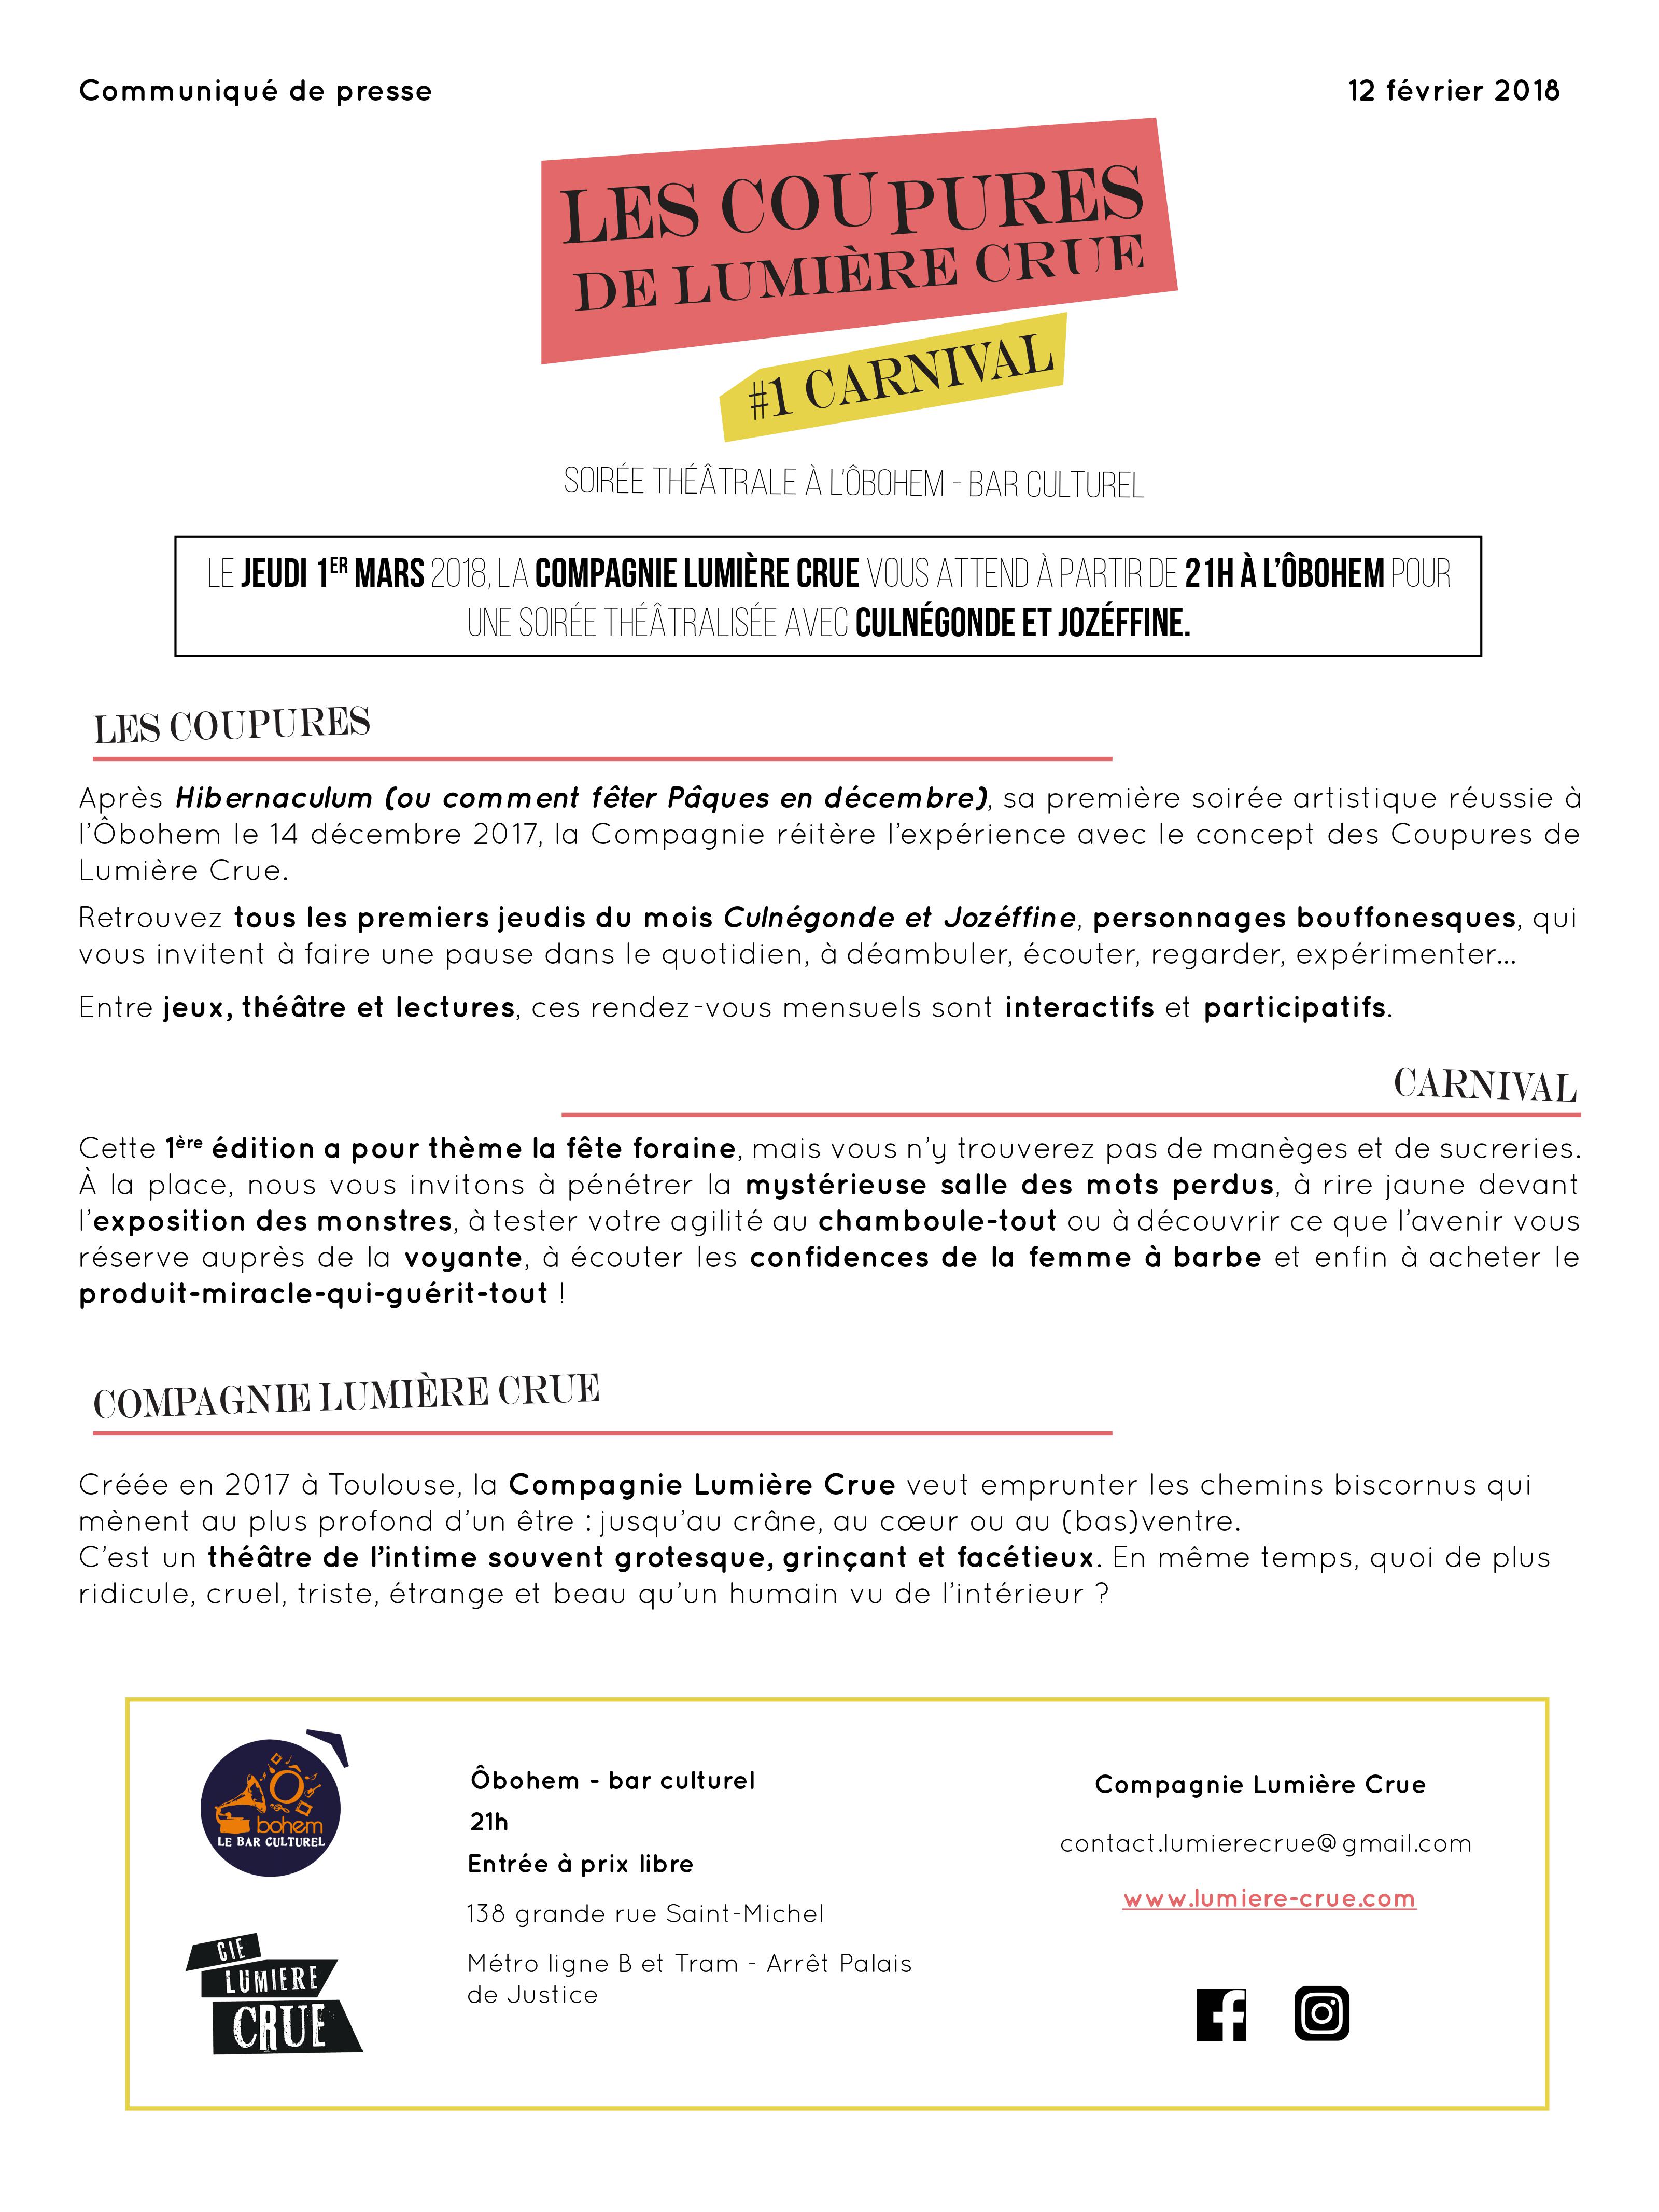 Communiqué de presse
12 février 2018
LES COUPURES
DE LUMIÈRE CRUE
#1 CARNIVAL
SOIRÉE THÉÂTRALE À L'ÔBOHEM - BAR CULTUREL
LE JEUDI 1ER MARS 2018, LA COMPAGNIE LUMIÈRE CRUE VOUS ATTEND À PARTIR DE 21H À L'ÔBOHEM POUR
UNE SOIRÉE THÉÂTRALISÉE AVEC CULNÉGONDE ET JOZÉFFINE.
LES COUPURES
Après Hibernaculum (ou comment fêter Pâques en décembre), sa première soirée artistique réussie à
l'Ôbohem le 14 décembre 2017, la Compagnie réitère l'expérience avec le concept des Coupures de
Lumière Crue.
Retrouvez tous les premiers jeudis du mois Culnégonde et Jozéffine, personnages bouffonesques, qui
vous invitent à faire une pause dans le quotidien, à déambuler, écouter, regarder, expérimenter...
Entre jeux, théâtre et lectures, ces rendez-vous mensuels sont interactifs et participatifs.
CARNIVAL
Cette 1ère édition a pour thème la fête foraine, mais vous n'y trouverez pas de manèges et de sucreries.
À la place, nous vous invitons à pénétrer la mystérieuse salle des mots perdus, à rire jaune devant
l'exposition des monstres, à tester votre agilité au chamboule-tout ou à découvrir ce que l'avenir vous
réserve auprès de la voyante, à écouter les confidences de la femme à barbe et enfin à acheter le
produit-miracle-qui-guérit-tout !
COMPAGNIE LUMIÈRE CRUE
Créée en 2017 à Toulouse, la Compagnie Lumière Crue veut emprunter les chemins biscornus qui
mènent au plus profond d'un être : jusqu'au crâne, au cœur ou au (bas)ventre.
C'est un théâtre de l'intime souvent grotesque, grinçant et facétieux. En même temps, quoi de plus
ridicule, cruel, triste, étrange et beau qu'un humain vu de l'intérieur ?
Ô
bohem
LE BAR CULTUREL
CIE
LUMIERE
CRUE
Ôbohem - bar culturel
21h
Entrée à prix libre
138 grande rue Saint-Michel
Métro ligne B et Tram - Arrêt Palais
de Justice
Compagnie Lumière Crue
contact.lumierecrue@gmail.com
www.lumiere-crue.com